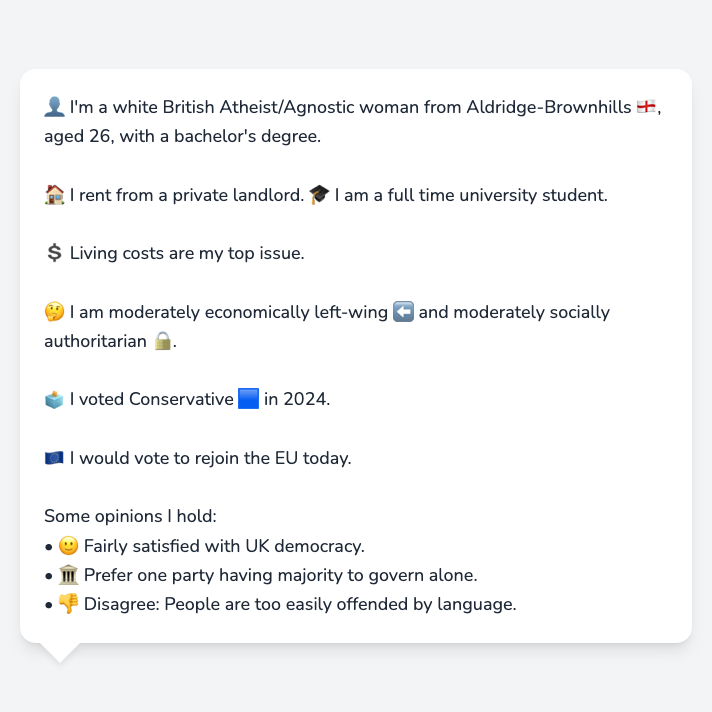 👤 I'm a white British Atheist/Agnostic woman from Aldridge-Brownhills 🏴󠁧󠁢󠁥󠁮󠁧󠁿,
aged 26, with a bachelor's degree.
🏠 I rent from a private landlord. 🎓 I am a full time university student.
💲 Living costs are my top issue.
🤔 I am moderately economically left-wing ⬅️ and moderately socially
authoritarian 🔒.
🗳️ I voted Conservative 🟦 in 2024.
🇪🇺 I would vote to rejoin the EU today.
Some opinions I hold:
• 🙂 Fairly satisfied with UK democracy.
• 🏛️ Prefer one party having majority to govern alone.
• 👎 Disagree: People are too easily offended by language.